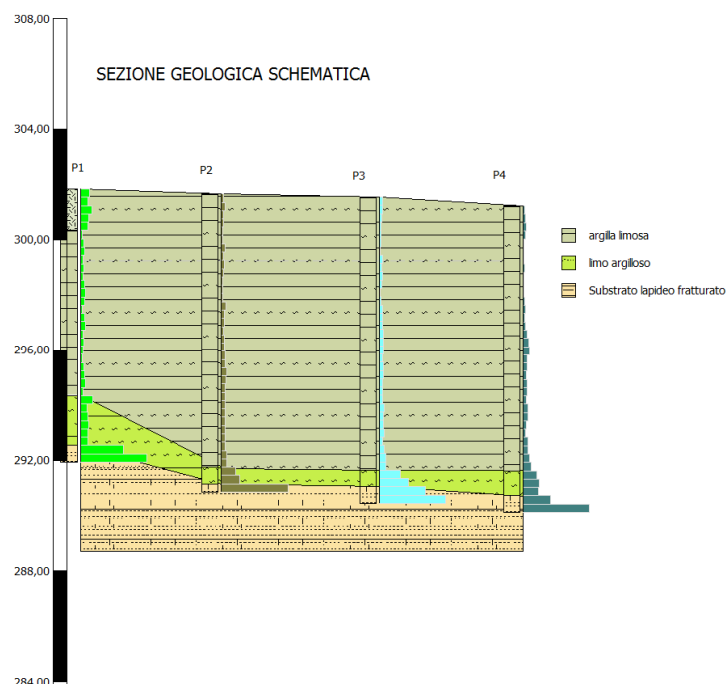 308,00
SEZIONE GEOLOGICA SCHEMATICA
304,00
P1
P2
P3
P4
300,00
argilla limosa
limo argilloso
Substrato lapideo fratturato
296,00
292,00
288,00
284,00